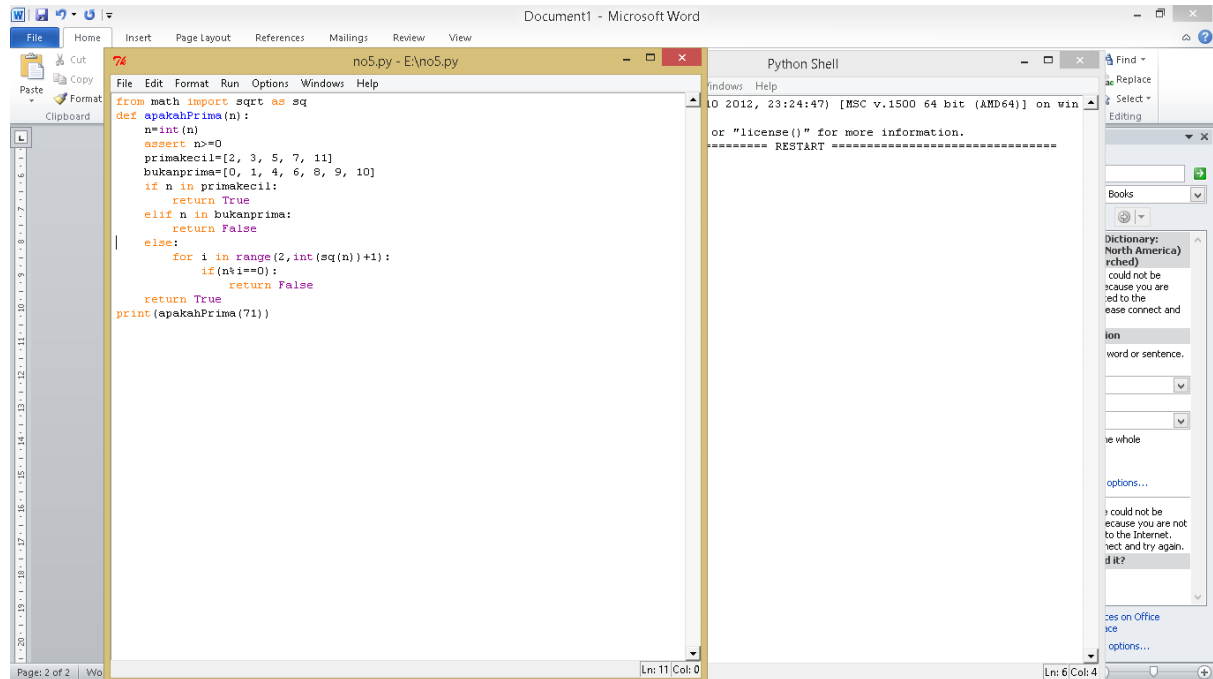 Document1 - Microsoft Word
File Home Insert Page Layout References Mailings Review View
Paste
Cut
Copy
Format
Clipboard
Find
Replace
Select
Editing
no5.py - E:\no5.py
File Edit Format Run Options Windows Help
from math import sqrt as sq
def apakahPrima(n):
    n=int(n)
    assert n>=0
    primakecil=[2, 3, 5, 7, 11]
    bukanprima=[0, 1, 4, 6, 8, 9, 10]
    if n in primakecil:
        return True
    elif n in bukanprima:
        return False
    else:
        for i in range(2,int(sq(n))+1):
            if(n%i==0):
                return False
    return True
print(apakahPrima(71))
Ln: 11 Col: 0
Python Shell
indows Help
10 2012, 23:24:47) [MSC v.1500 64 bit (AMD64)] on win
or "license()" for more information.
========= RESTART ================================
Ln: 6 Col: 4
Books
Dictionary:
North America)
rched)
could not be
ecause you are
ted to the
ease connect and
ion
word or sentence.
he whole
options...
e could not be
ecause you are not
to the Internet.
nect and try again.
d it?
ces on Office
ace
options...
Page: 2 of 2 Wo